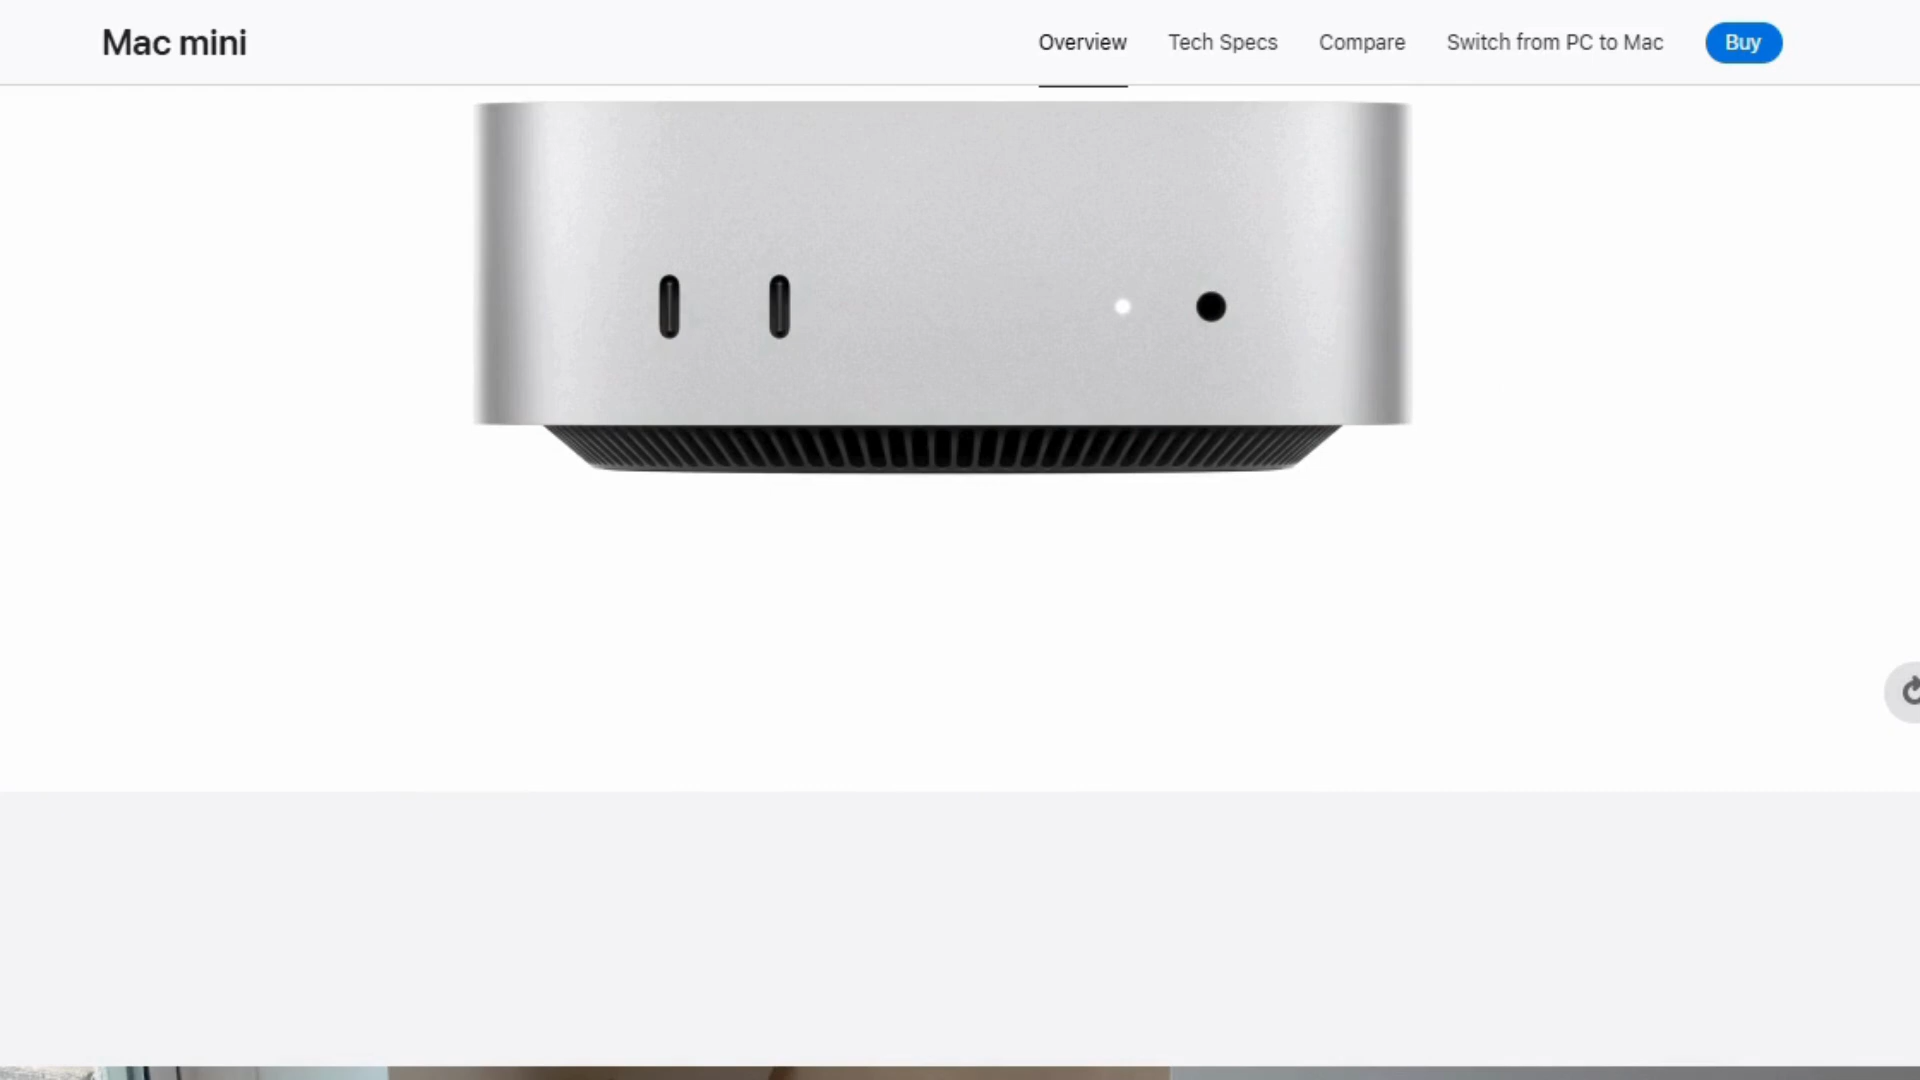 Mac mini
Overview
Tech Specs
Compare
Switch from PC to Mac
Buy